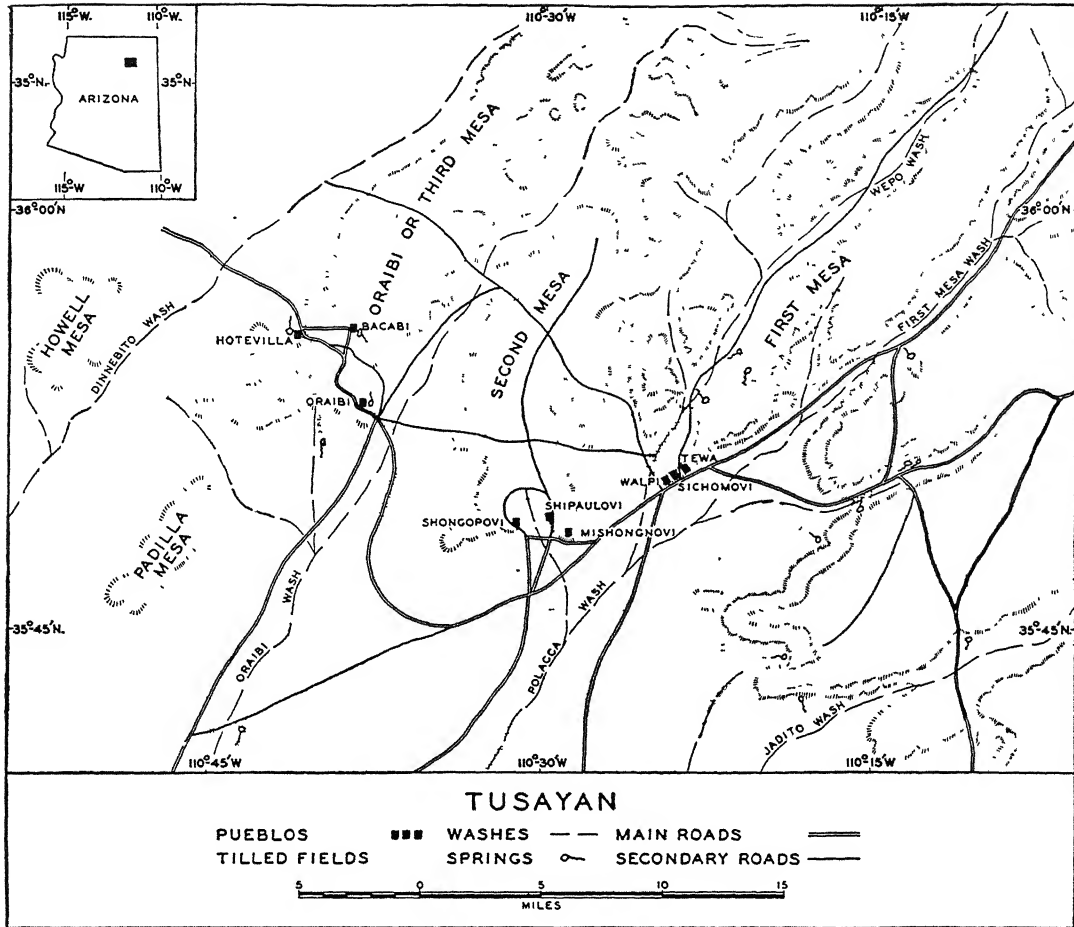 115°W.
110°W.
35°N-
-35°N
ARIZONA
115°W
110°W
110°-30'W
110°-15'W
36°00'N
36°00'N
ORAIBI OR THIRD MESA
SECOND MESA
FIRST MESA
WEPO WASH
FIRST MESA WASH
HOWELL
MESA
DINNEBITO WASH
BACABI
HOTEVILLA
ORAIBI
TEWA
WALPI
SICHOMOVI
SHIPAULOVI
SHONGOPOVI
MISHONGNOVI
PADILLA
MESA
ORAIBI WASH
POLACCA WASH
JADITO WASH
35°45'N.
35°45'N
110°45'W
110°30'W
110°15'W
TUSAYAN
PUEBLOS WASHES MAIN ROADS
TILLED FIELDS SPRINGS SECONDARY ROADS
5 0 5 10 15
MILES